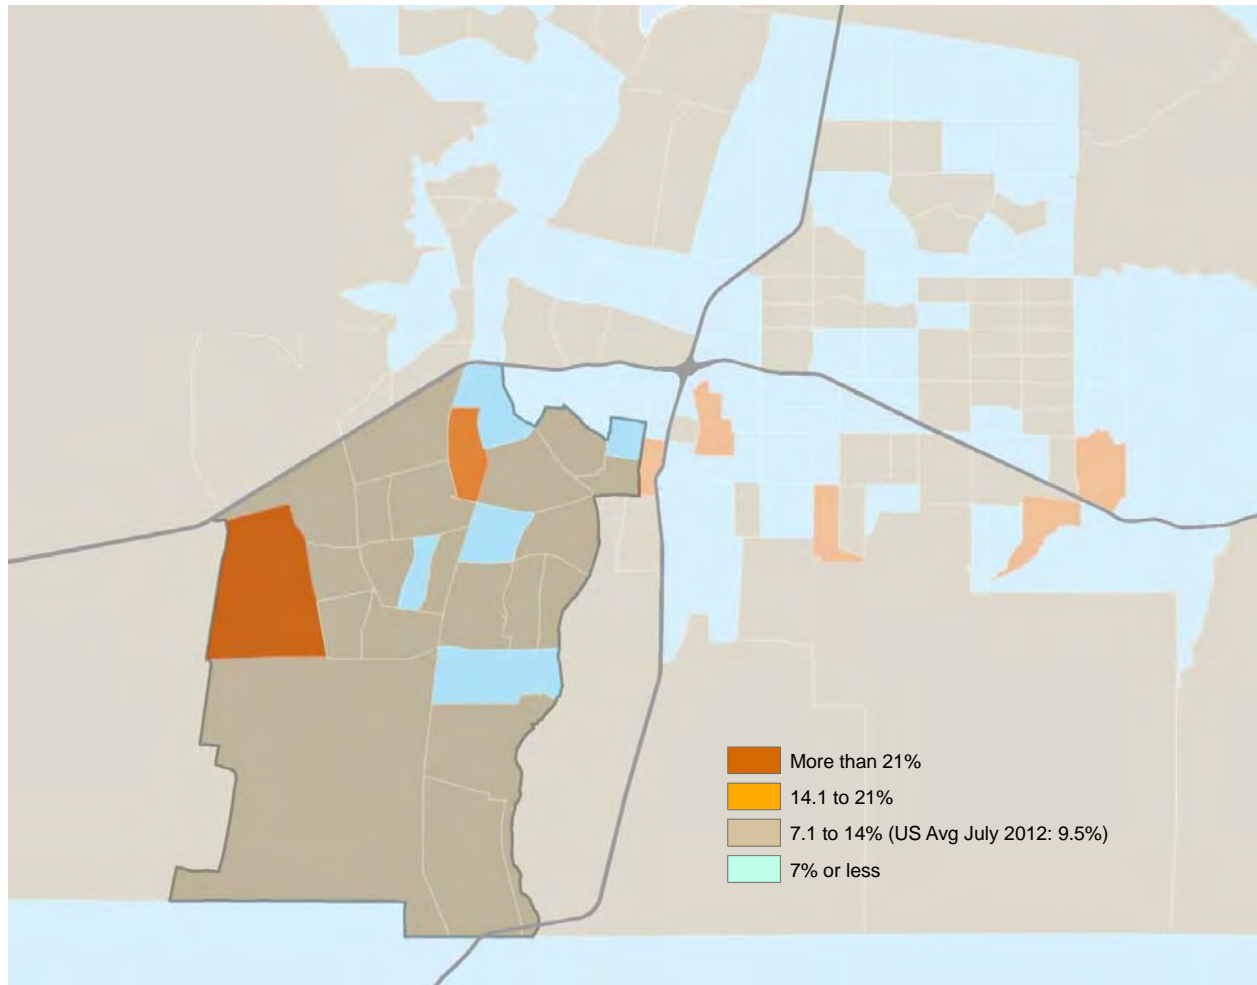 More than 21%
14.1 to 21%
7.1 to 14% (US Avg July 2012: 9.5%)
7% or less